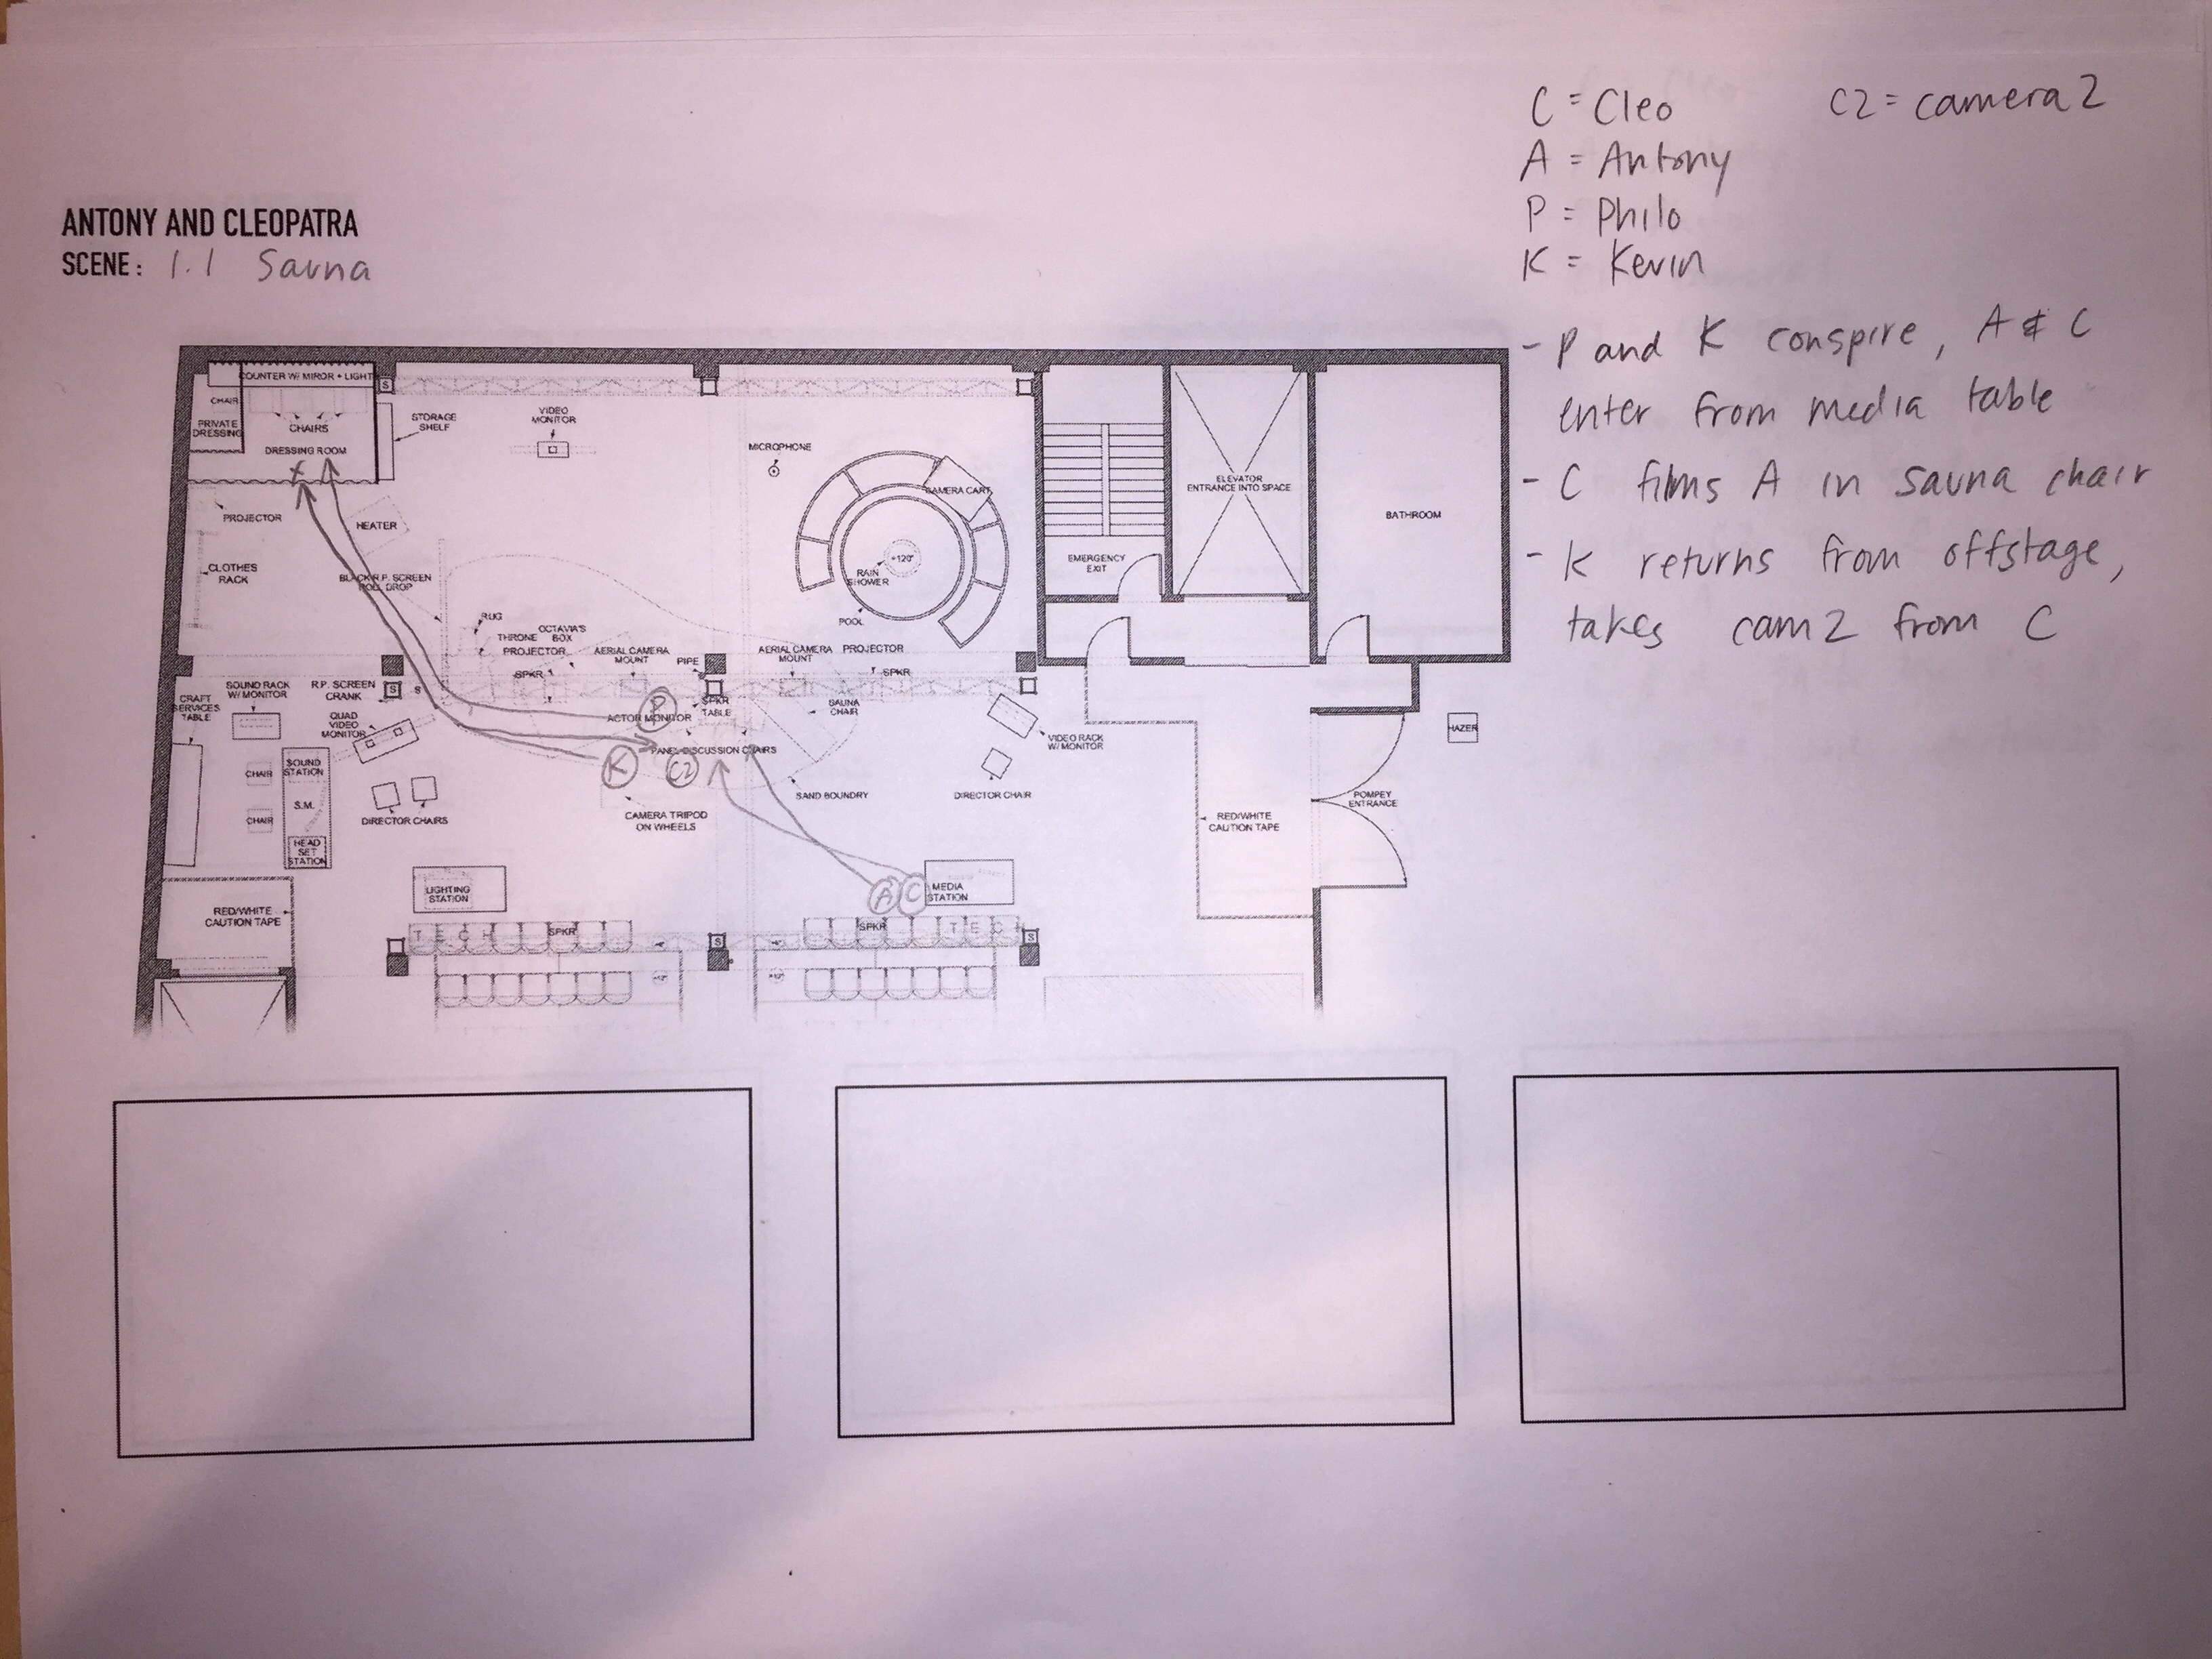 C = Cleo
C2 = camera 2
A = Antony
P = Philo
K = Kevin
ANTONY AND CLEOPATRA
SCENE: 1.1 Sauna
- P and K conspire, A & C
enter from media table
- C films A in sauna chair
- K returns from offstage,
takes cam 2 from C
COUNTER W/ MIROR + LIGHT
S
CHAIR
PRIVATE
DRESSING
CHAIRS
DRESSING ROOM
STORAGE
SHELF
VIDEO
MONITOR
MICROPHONE
CAMERA CART
ELEVATOR
ENTRANCE INTO SPACE
BATHROOM
PROJECTOR
HEATER
CLOTHES
RACK
BLACK R.P. SCREEN
ROLL DROP
+120"
RAIN
SHOWER
POOL
EMERGENCY
EXIT
RUG
THRONE
OCTAVIA'S
BOX
PROJECTOR
SPKR
AERIAL CAMERA
MOUNT
PIPE
AERIAL CAMERA
MOUNT
PROJECTOR
SPKR
CRAFT
SERVICES
TABLE
SOUND RACK
W/ MONITOR
R.P. SCREEN
CRANK
S
S
QUAD
VIDEO
MONITOR
P
ACTOR MONITOR
SPKR
TABLE
SAUNA
CHAIR
VIDEO RACK
W/ MONITOR
HAZER
PANEL DISCUSSION CHAIRS
K
C2
CHAIR
SOUND
STATION
S.M.
CHAIR
HEAD
SET
STATION
DIRECTOR CHAIRS
CAMERA TRIPOD
ON WHEELS
SAND BOUNDRY
DIRECTOR CHAIR
POMPEY
ENTRANCE
RED/WHITE
CAUTION TAPE
LIGHTING
STATION
A
C
MEDIA
STATION
RED/WHITE
CAUTION TAPE
T E C H
SPKR
SPKR
T E C H
S
S